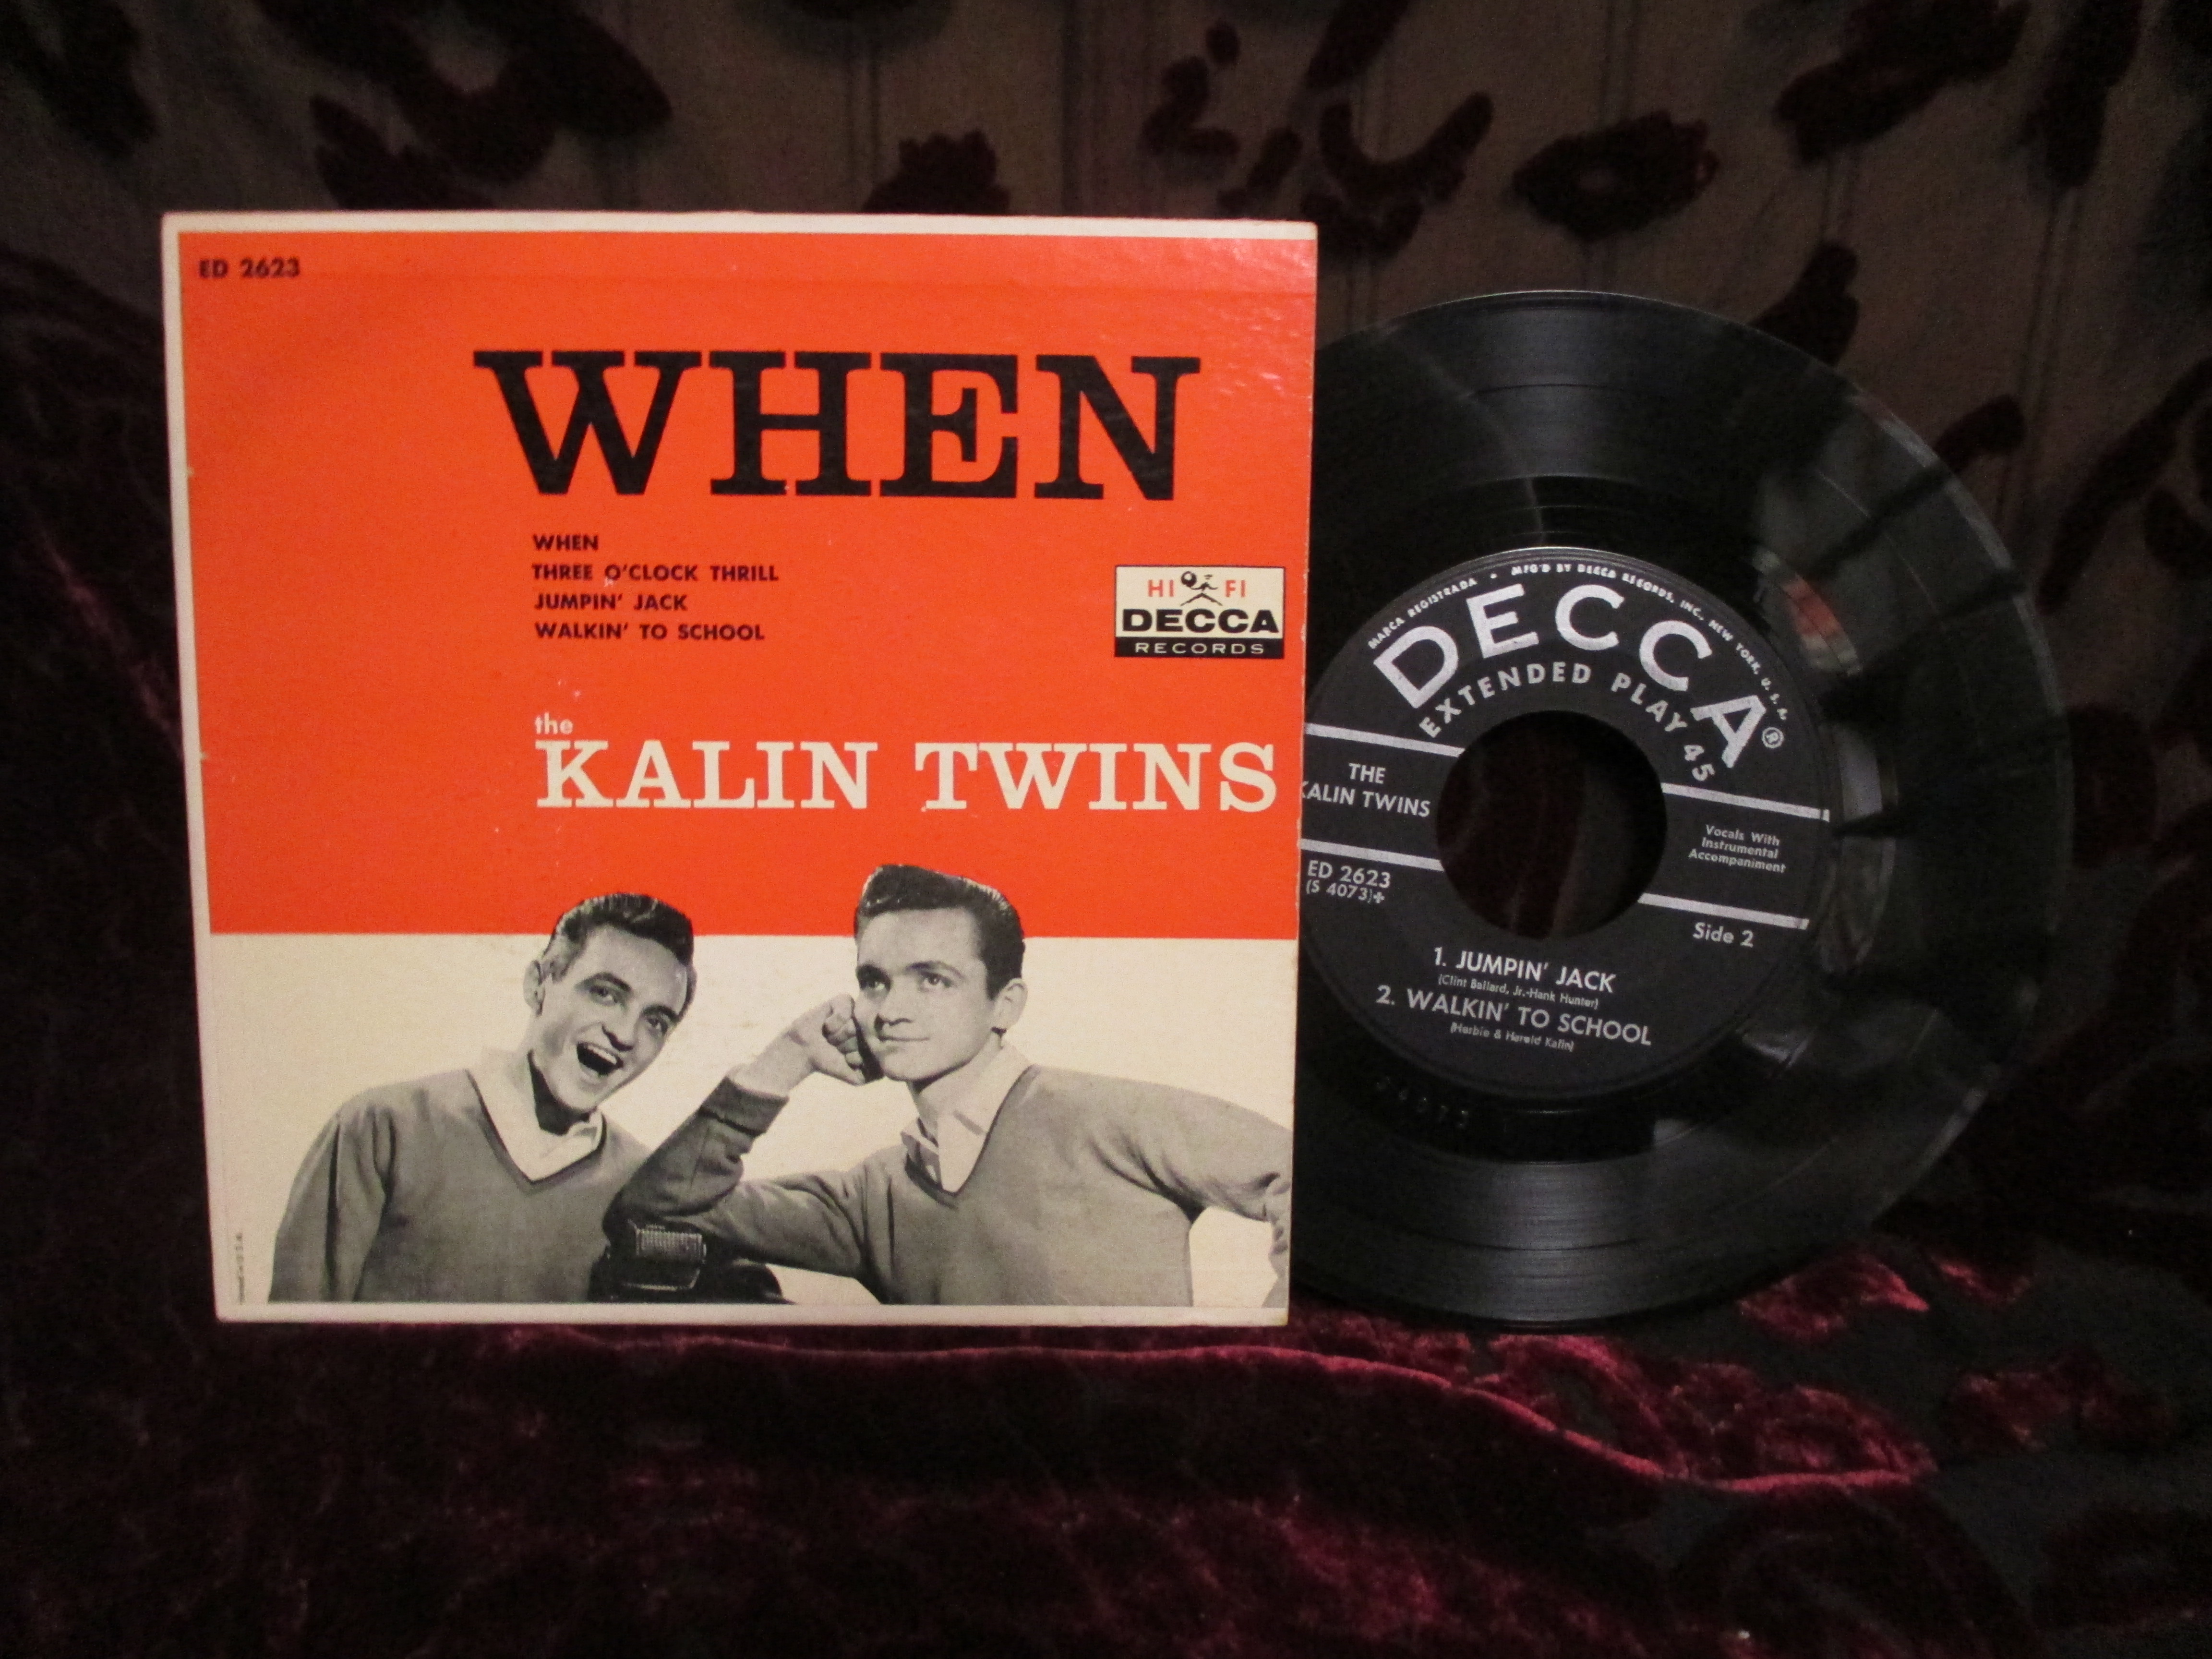 ED 2623
WHEN
WHEN
THREE O'CLOCK THRILL
JUMPIN' JACK
WALKIN' TO SCHOOL
HI FI
DECCA
RECORDS
the
KALIN TWINS
MARCA REGISTRADA • MFG'D BY DECCA RECORDS, INC., NEW YORK, U.S.A.
DECCA®
EXTENDED PLAY 45
THE
KALIN TWINS
Vocals With
Instrumental
Accompaniment
ED 2623
(S 4073)✤
Side 2
1. JUMPIN' JACK
(Clint Ballard, Jr.-Hank Hunter)
2. WALKIN' TO SCHOOL
(Herbie & Harold Kalin)